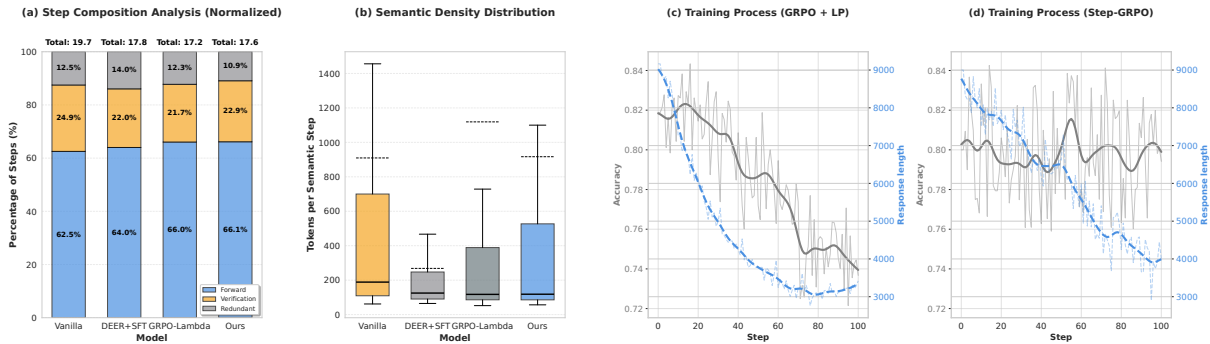 (a) Step Composition Analysis (Normalized)
Total: 19.7 Total: 17.8 Total: 17.2 Total: 17.6
100
80
60
40
20
0
Percentage of Steps (%)
12.5% 14.0% 12.3% 10.9%
24.9% 22.0% 21.7% 22.9%
62.5% 64.0% 66.0% 66.1%
Forward
Verification
Redundant
Vanilla DEER+SFT GRPO-Lambda Ours
Model
(b) Semantic Density Distribution
1400
1200
1000
800
600
400
200
0
Tokens per Semantic Step
Vanilla DEER+SFT GRPO-Lambda Ours
Model
(c) Training Process (GRPO + LP)
0.84
0.82
0.80
0.78
0.76
0.74
0.72
Accuracy
9000
8000
7000
6000
5000
4000
3000
Response length
0 20 40 60 80 100
Step
(d) Training Process (Step-GRPO)
0.84
0.82
0.80
0.78
0.76
0.74
0.72
Accuracy
9000
8000
7000
6000
5000
4000
3000
Response length
0 20 40 60 80 100
Step